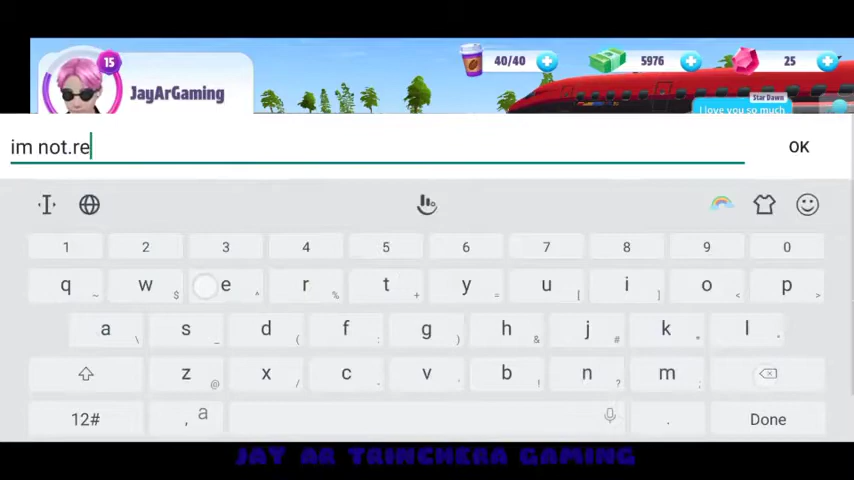 15
JayArGaming
40/40
5976
25
Star Dawn
I love you so much
im not.re
OK
1 2 3 4 5 6 7 8 9 0
q ~ w $ e ^ r % t + y = u [ i ] o < p >
a \ s _ d ( f : g ) h & j # k * l "
z @ x / c - v . b ! n ? m ;
12# , a . Done
JAY AR TRINCHERA GAMING